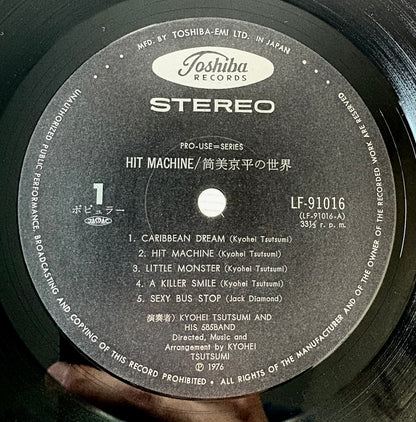 MFD. BY TOSHIBA-EMI LTD. IN JAPAN
Toshiba
RECORDS
STEREO
PRO-USE=SERIES
HIT MACHINE/筒美京平の世界
1
ポピュラー
LF-91016
(LF-91016-A)
33⅓ r. p. m.
1. CARIBBEAN DREAM (Kyohei Tsutsumi)
2. HIT MACHINE (Kyohei Tsutsumi)
3. LITTLE MONSTER (Kyohei Tsutsumi)
4. A KILLER SMILE (Kyohei Tsutsumi)
5. SEXY BUS STOP (Jack Diamond)
演奏者) KYOHEI TSUTSUMI AND
HIS 585BAND
Directed, Music and
Arrangement by KYOHEI
TSUTSUMI
Ⓟ 1976
UNAUTHORIZED PUBLIC PERFORMANCE, BROADCASTING AND COPYING OF THIS RECORD PROHIBITED • ALL RIGHTS OF THE MANUFACTURER AND OF THE OWNER OF THE RECORDED WORK ARE RESERVED